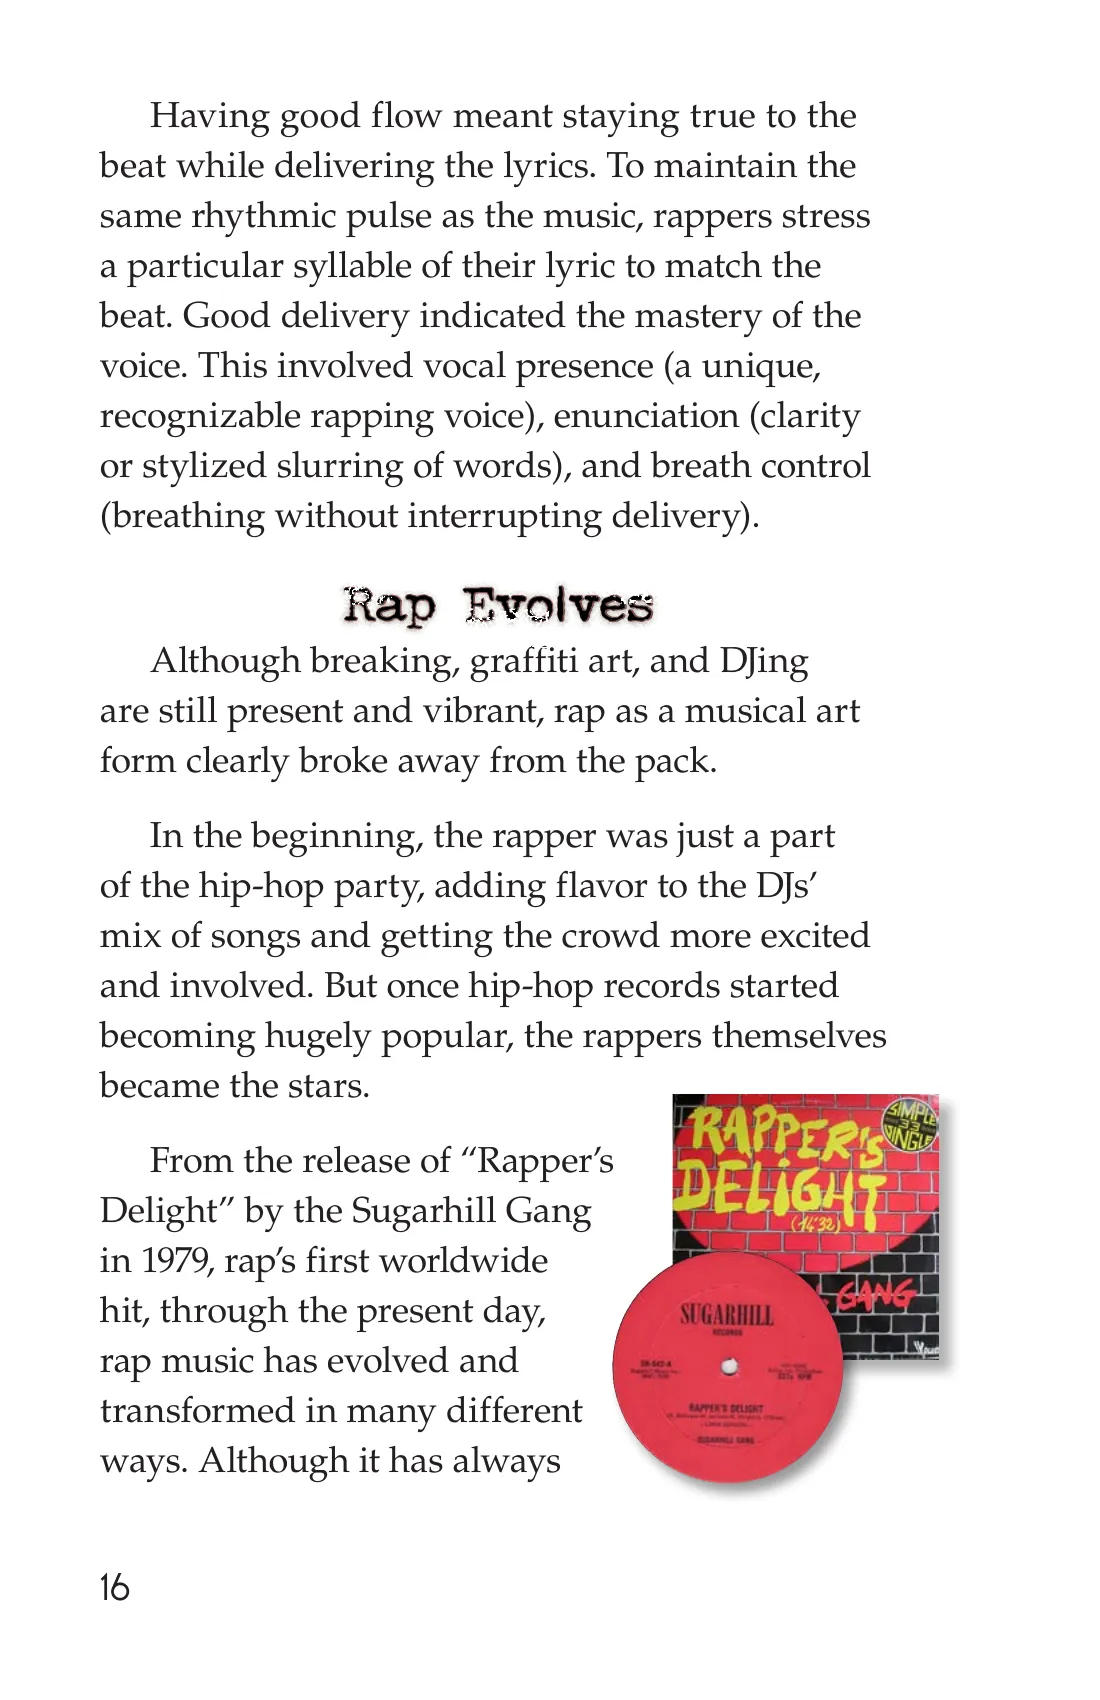 Having good flow meant staying true to the
beat while delivering the lyrics. To maintain the
same rhythmic pulse as the music, rappers stress
a particular syllable of their lyric to match the
beat. Good delivery indicated the mastery of the
voice. This involved vocal presence (a unique,
recognizable rapping voice), enunciation (clarity
or stylized slurring of words), and breath control
(breathing without interrupting delivery).
Rap Evolves
Although breaking, graffiti art, and DJing
are still present and vibrant, rap as a musical art
form clearly broke away from the pack.
In the beginning, the rapper was just a part
of the hip-hop party, adding flavor to the DJs’
mix of songs and getting the crowd more excited
and involved. But once hip-hop records started
becoming hugely popular, the rappers themselves
became the stars.
From the release of “Rapper’s
Delight” by the Sugarhill Gang
in 1979, rap’s first worldwide
hit, through the present day,
rap music has evolved and
transformed in many different
ways. Although it has always
RAPPER'S
DELIGHT
(14'32)
SIMPLE
33
GANG
SUGARHILL
RECORDS
RAPPER'S DELIGHT
SUGARHILL GANG
16